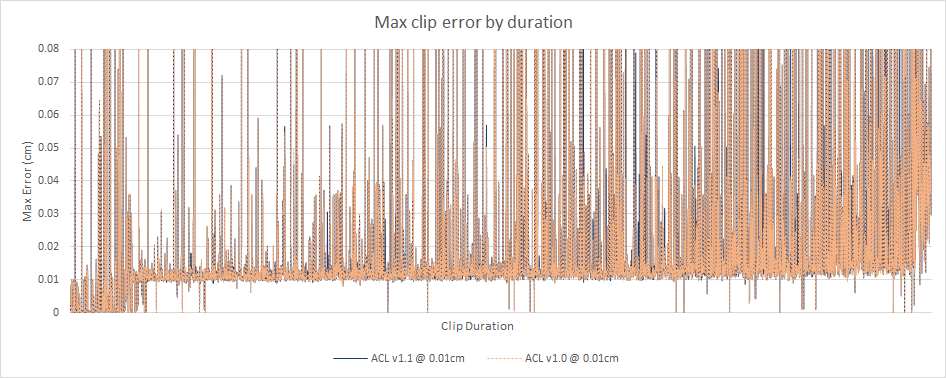 Max clip error by duration
0.08
0.07
0.06
0.05
0.04
0.03
0.02
0.01
0
Max Error (cm)
Clip Duration
ACL v1.1 @ 0.01cm
ACL v1.0 @ 0.01cm